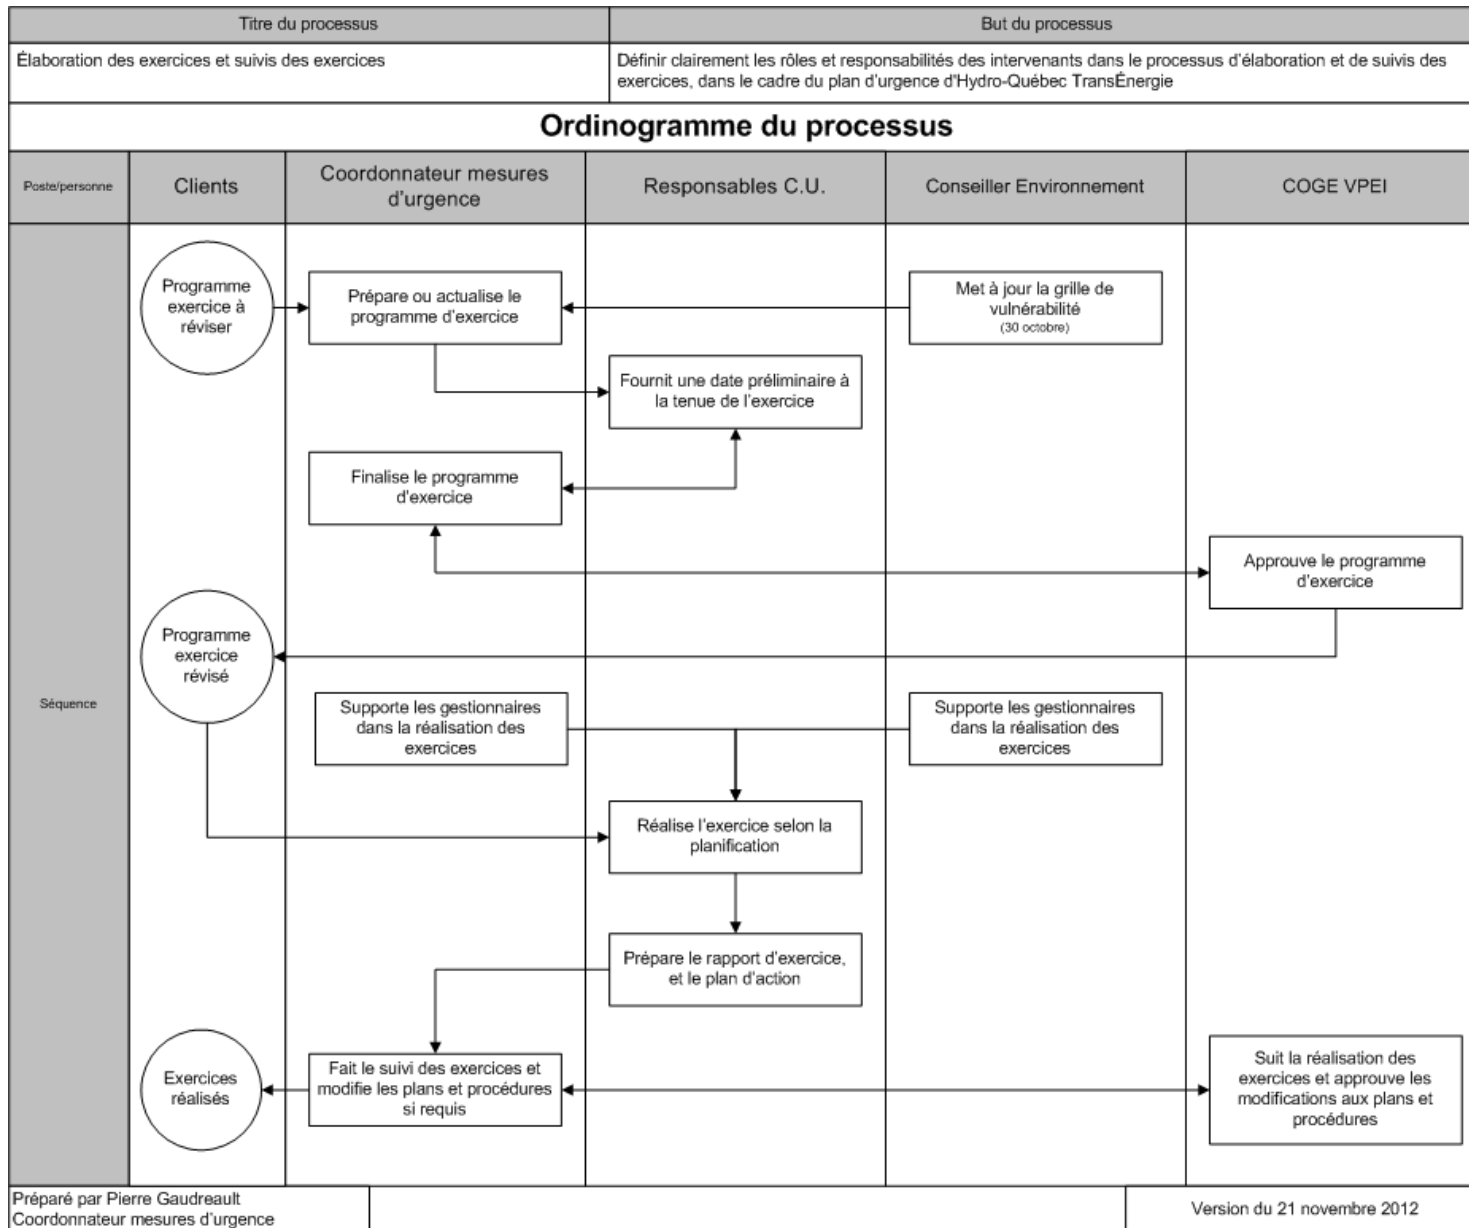 Titre du processus
But du processus
Élaboration des exercices et suivis des exercices
Définir clairement les rôles et responsabilités des intervenants dans le processus d'élaboration et de suivis des
exercices, dans le cadre du plan d'urgence d'Hydro-Québec TransÉnergie
Ordinogramme du processus
Poste/personne
Clients
Coordonnateur mesures
d'urgence
Responsables C.U.
Conseiller Environnement
COGE VPEI
Séquence
Programme
exercice à
réviser
Prépare ou actualise le
programme d'exercice
Met à jour la grille de
vulnérabilité
(30 octobre)
Fournit une date préliminaire à
la tenue de l'exercice
Finalise le programme
d'exercice
Approuve le programme
d'exercice
Programme
exercice
révisé
Supporte les gestionnaires
dans la réalisation des
exercices
Supporte les gestionnaires
dans la réalisation des
exercices
Réalise l'exercice selon la
planification
Prépare le rapport d'exercice,
et le plan d'action
Exercices
réalisés
Fait le suivi des exercices et
modifie les plans et procédures
si requis
Suit la réalisation des
exercices et approuve les
modifications aux plans et
procédures
Préparé par Pierre Gaudreault
Coordonnateur mesures d'urgence
Version du 21 novembre 2012